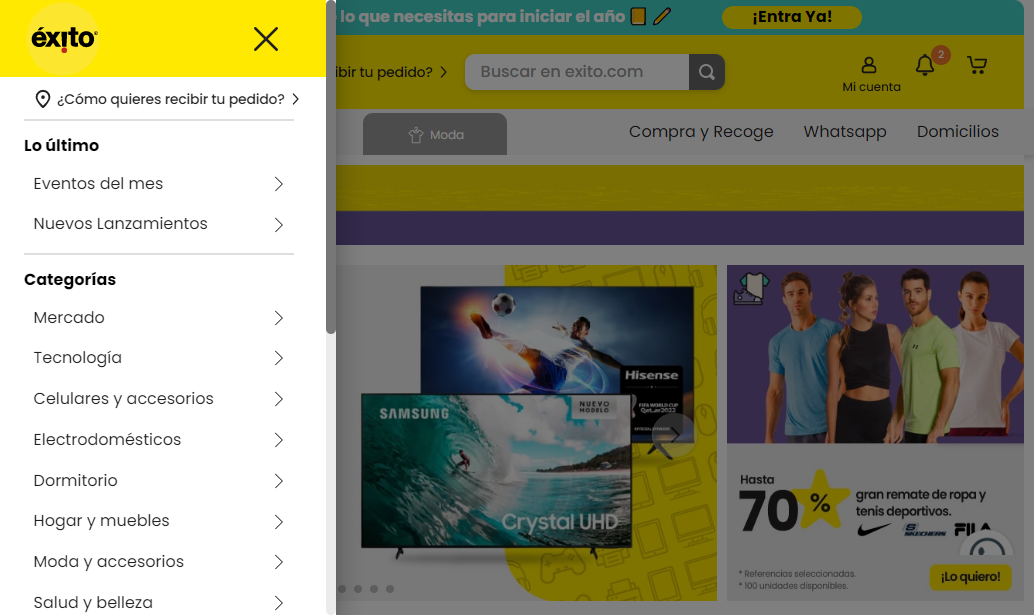 éxito
¿Cómo quieres recibir tu pedido?
Lo último
Eventos del mes
Nuevos Lanzamientos
Categorías
Mercado
Tecnología
Celulares y accesorios
Electrodomésticos
Dormitorio
Hogar y muebles
Moda y accesorios
Salud y belleza
lo que necesitas para iniciar el año
¡Entra Ya!
ibir tu pedido?
Buscar en exito.com
Mi cuenta
2
Moda
Compra y Recoge
Whatsapp
Domicilios
Hisense
FIFA WORLD CUP
Qatar2022
OFFICIAL SPONSOR
SAMSUNG
NUEVO
MODELO
Crystal UHD
Hasta
70%
gran remate de ropa y
tenis deportivos.
SKECHERS
FILA
* Referencias seleccionadas.
* 100 unidades disponibles.
¡Lo quiero!